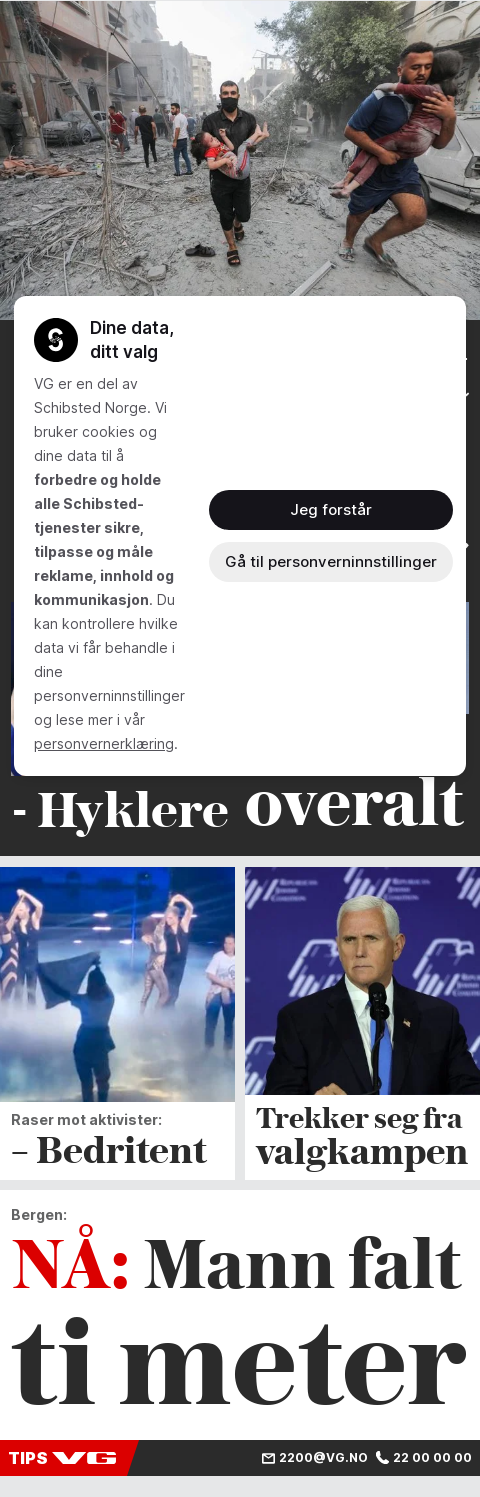 Dine data,
ditt valg
VG er en del av
Schibsted Norge. Vi
bruker cookies og
dine data til å
forbedre og holde
alle Schibsted-
tjenester sikre,
tilpasse og måle
reklame, innhold og
kommunikasjon. Du
kan kontrollere hvilke
data vi får behandle i
dine
personverninnstillinger
og lese mer i vår
personvernerklæring.
Jeg forstår
Gå til personverninnstillinger
- Hyklere overalt
REPUBLICAN
JEWISH
COALITION
Raser mot aktivister:
– Bedritent
Trekker seg fra
valgkampen
Bergen:
NÅ: Mann falt
ti meter
TIPS VG
2200@VG.NO 22 00 00 00